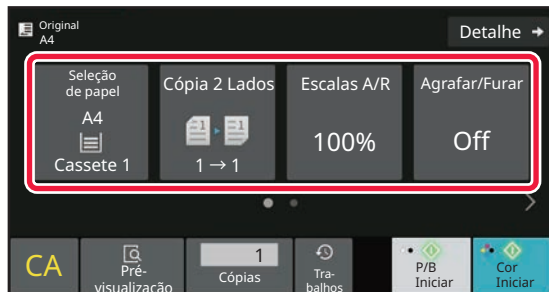 Original
A4
Detalhe
Seleção
de papel
A4
Cassete 1
Cópia 2 Lados
1 → 1
Escalas A/R
100%
Agrafar/Furar
Off
CA
Pré-
visualização
1
Cópias
Tra-
balhos
P/B
Iniciar
Cor
Iniciar